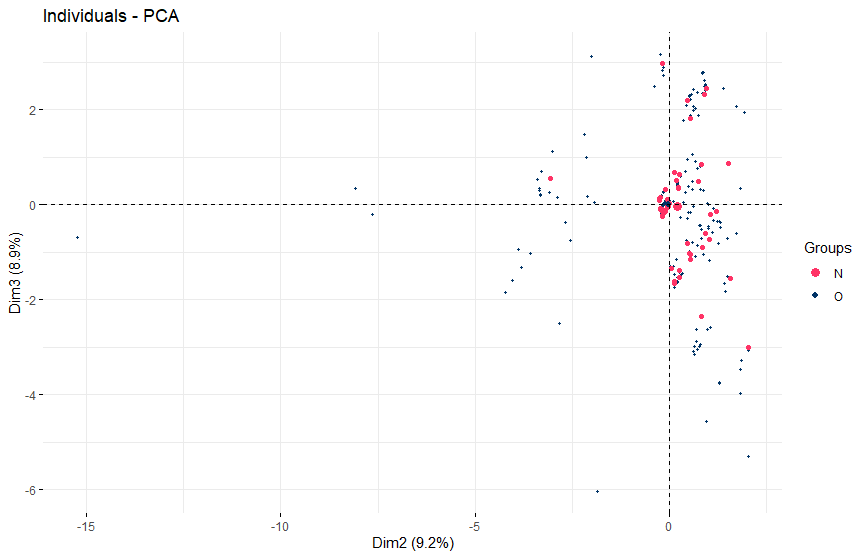 Individuals - PCA
2
0
-2
-4
-6
Dim3 (8.9%)
-15
-10
-5
0
Dim2 (9.2%)
Groups
N
O